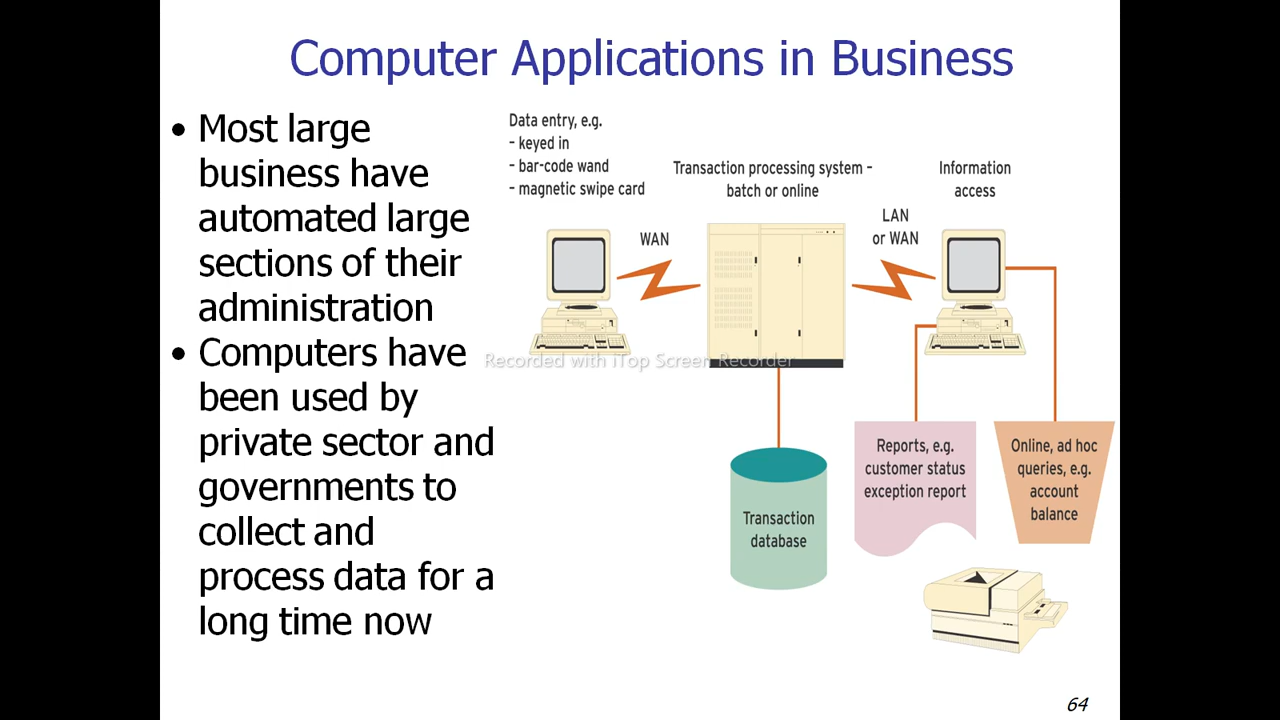 Computer Applications in Business
• Most large
business have
automated large
sections of their
administration
• Computers have
been used by
private sector and
governments to
collect and
process data for a
long time now
Data entry, e.g.
– keyed in
– bar-code wand
– magnetic swipe card
WAN
Transaction processing system –
batch or online
LAN
or WAN
Information
access
Recorded with iTop Screen Recorder
Transaction
database
Reports, e.g.
customer status
exception report
Online, ad hoc
queries, e.g.
account
balance
64